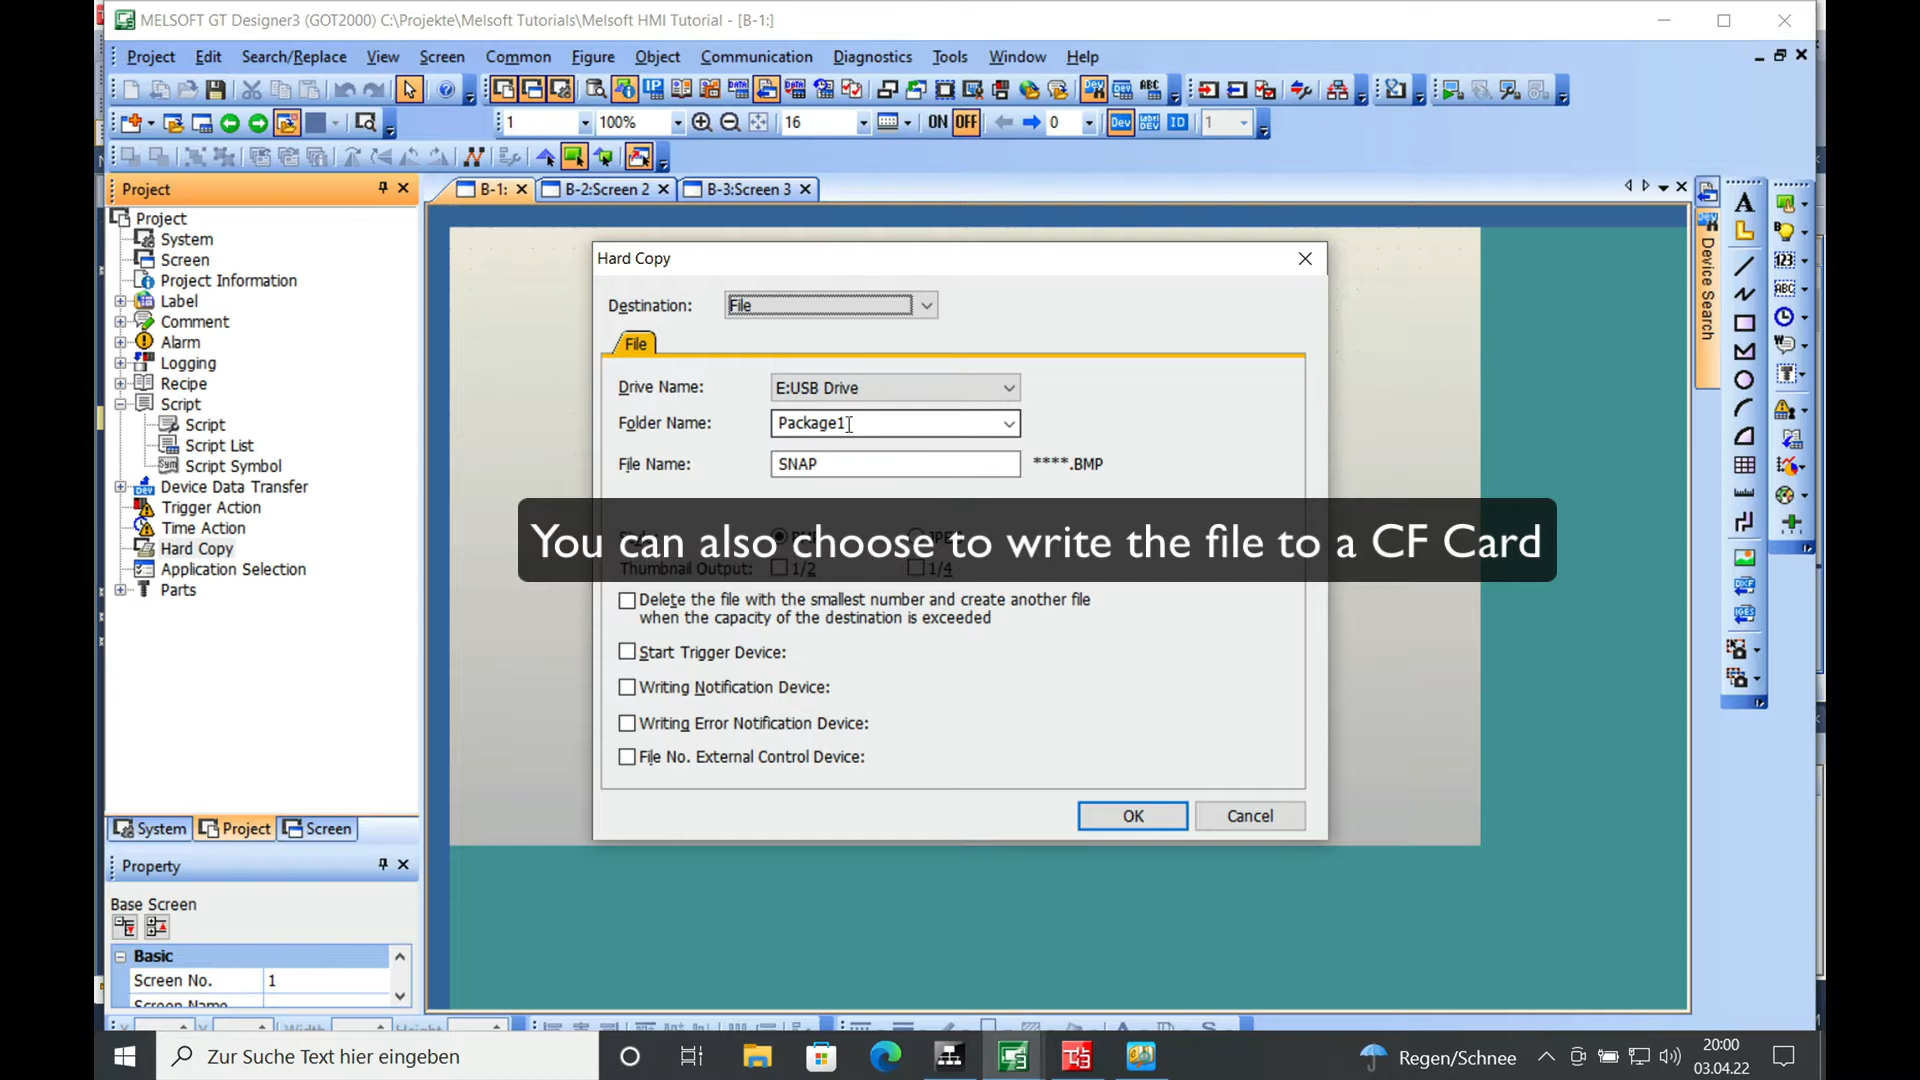 MELSOFT GT Designer3 (GOT2000) C:\Projekte\Melsoft Tutorials\Melsoft HMI Tutorial - [B-1:]
Project Edit Search/Replace View Screen Common Figure Object Communication Diagnostics Tools Window Help
1 100% 16 ON OFF 0 Dev ID 1
Project
B-1: B-2:Screen 2 B-3:Screen 3
Project
System
Screen
Project Information
Label
Comment
Alarm
Logging
Recipe
Script
Script
Script List
Script Symbol
Device Data Transfer
Trigger Action
Time Action
Hard Copy
Application Selection
Parts
System Project Screen
Property
Base Screen
Basic
Screen No. 1
Screen Name
Hard Copy
Destination: File
File
Drive Name: E:USB Drive
Folder Name: Package1
File Name: SNAP ****.BMP
You can also choose to write the file to a CF Card
Thumbnail Output: 1/2 1/4
Delete the file with the smallest number and create another file
when the capacity of the destination is exceeded
Start Trigger Device:
Writing Notification Device:
Writing Error Notification Device:
File No. External Control Device:
OK Cancel
Device Search
Zur Suche Text hier eingeben
Regen/Schnee
20:00
03.04.22